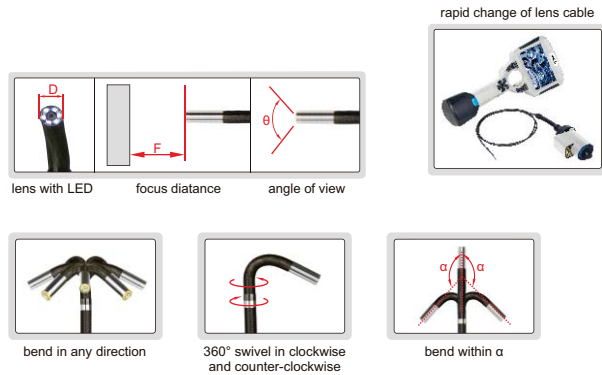 rapid change of lens cable
D
F
θ
lens with LED
focus diatance
angle of view
α
α
bend in any direction
360° swivel in clockwise
and counter-clockwise
bend within α